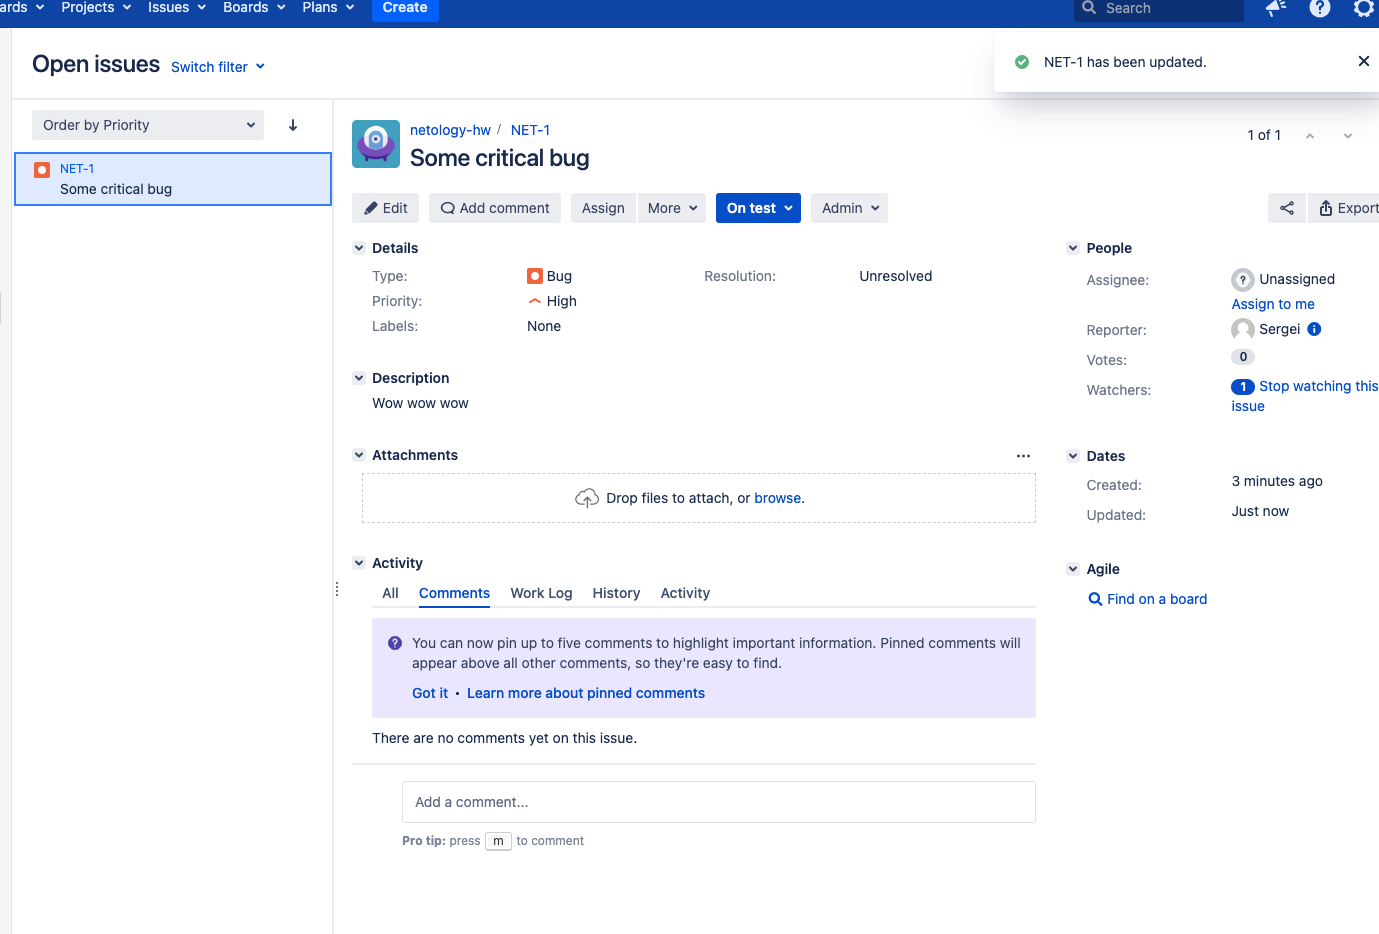 ards Projects Issues Boards Plans Create Search
Open issues Switch filter
NET-1 has been updated.
Order by Priority
NET-1
Some critical bug
netology-hw / NET-1
Some critical bug
1 of 1
Edit Add comment Assign More On test Admin Export
Details
Type: Bug Resolution: Unresolved
Priority: High
Labels: None
Description
Wow wow wow
Attachments
Drop files to attach, or browse.
Activity
All Comments Work Log History Activity
You can now pin up to five comments to highlight important information. Pinned comments will
appear above all other comments, so they're easy to find.
Got it • Learn more about pinned comments
There are no comments yet on this issue.
Add a comment...
Pro tip: press m to comment
People
Assignee: Unassigned
Assign to me
Reporter: Sergei
Votes: 0
Watchers: 1 Stop watching this
issue
Dates
Created: 3 minutes ago
Updated: Just now
Agile
Find on a board